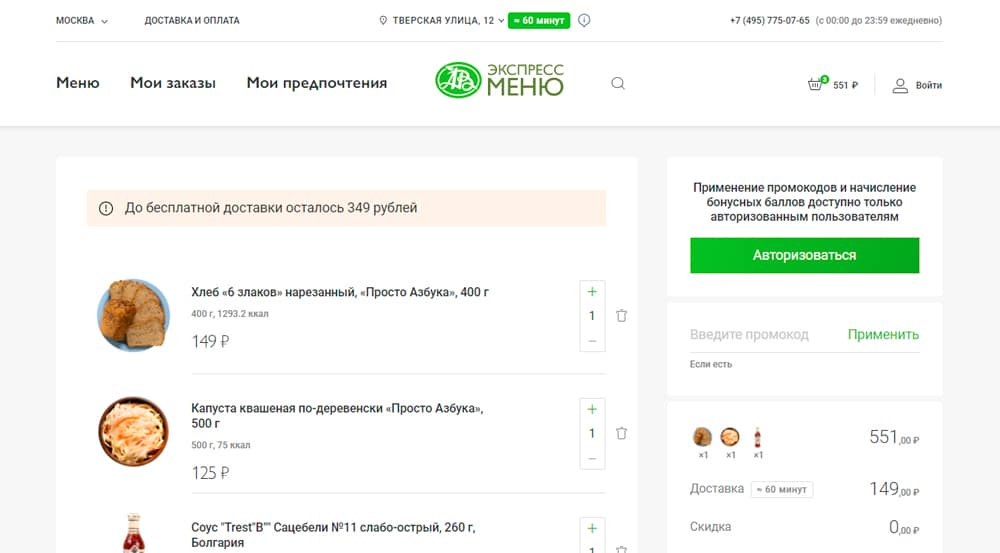 МОСКВА
ДОСТАВКА И ОПЛАТА
ТВЕРСКАЯ УЛИЦА, 12
≈ 60 минут
+7 (495) 775-07-65 (с 00:00 до 23:59 ежедневно)
Меню
Мои заказы
Мои предпочтения
АВ
ЭКСПРЕСС
МЕНЮ
3
551 ₽
Войти
До бесплатной доставки осталось 349 рублей
Хлеб «6 злаков» нарезанный, «Просто Азбука», 400 г
400 г, 1293.2 ккал
149 ₽
+
1
–
Капуста квашеная по-деревенски «Просто Азбука»,
500 г
500 г, 75 ккал
125 ₽
+
1
–
Соус "Trest"B"" Сацебели №11 слабо-острый, 260 г,
Болгария
+
1
Применение промокодов и начисление
бонусных баллов доступно только
авторизованным пользователям
Авторизоваться
Введите промокод
Применить
Если есть
×1
×1
×1
551,00 ₽
Доставка
≈ 60 минут
149,00 ₽
Скидка
0,00 ₽